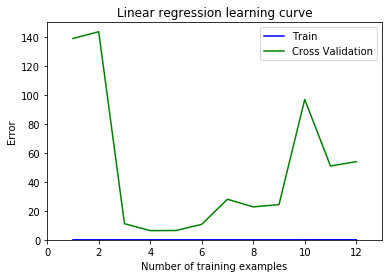 Linear regression learning curve
Train
Cross Validation
140
120
100
80
60
40
20
0
0 2 4 6 8 10 12
Error
Number of training examples